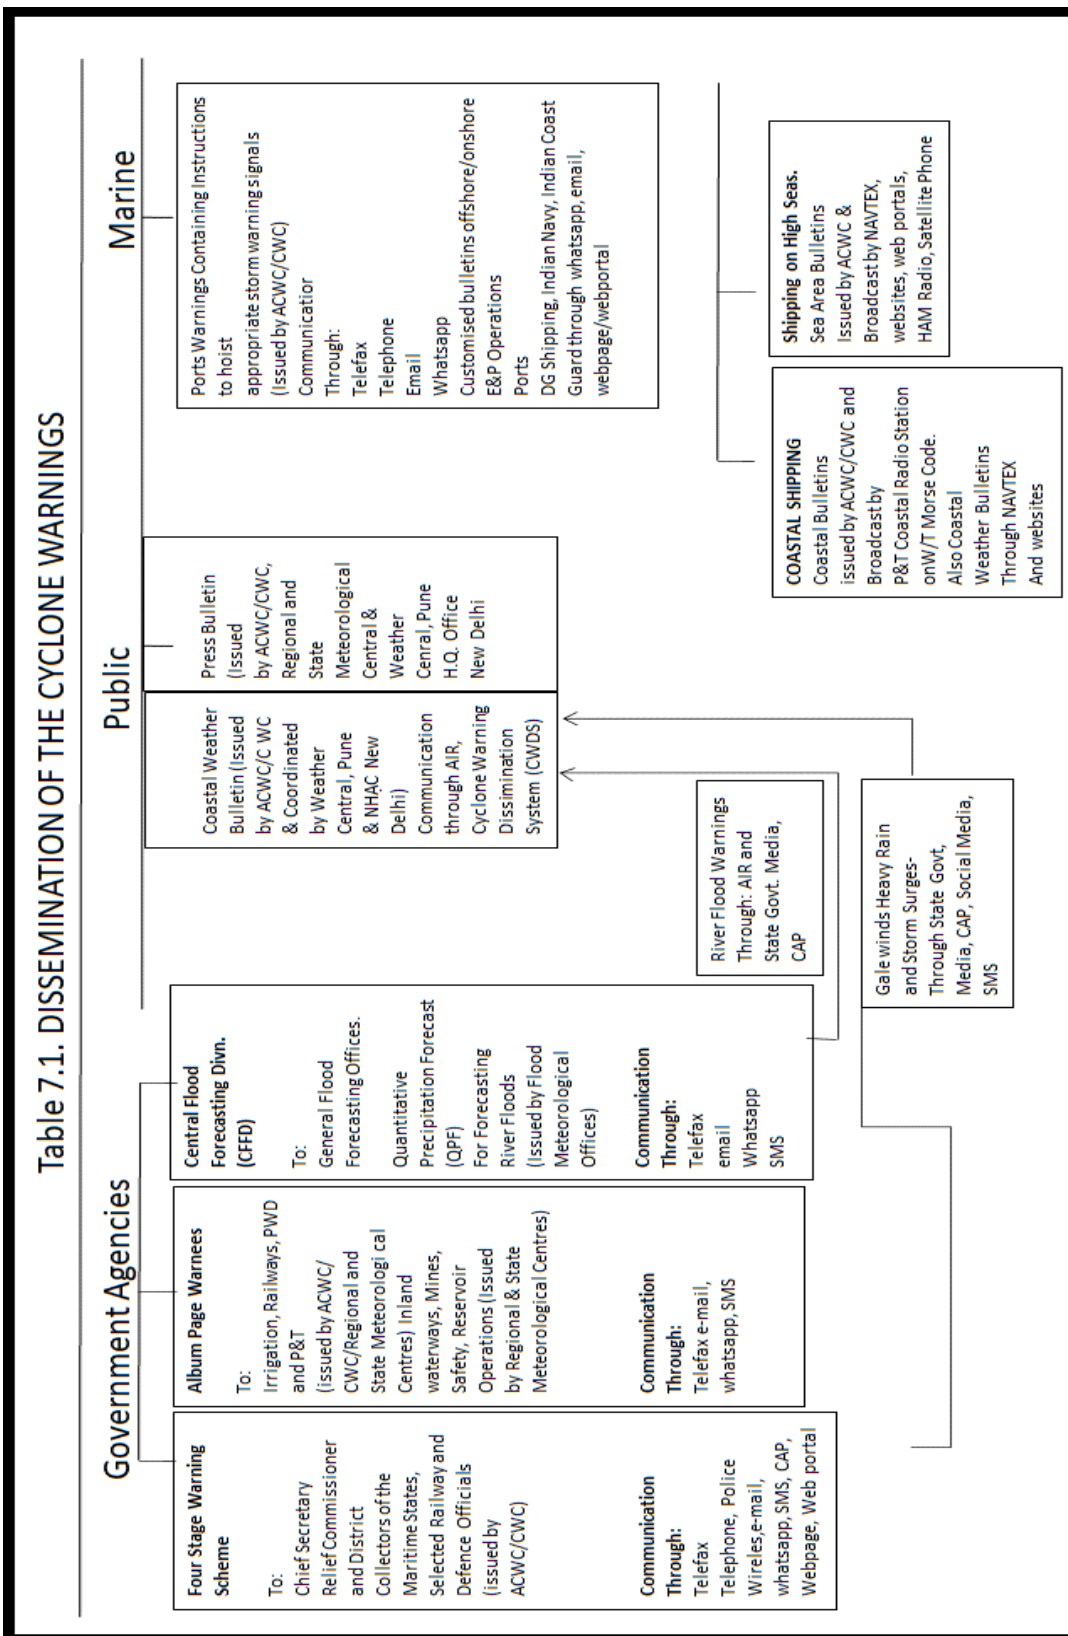 Table 7.1. DISSEMINATION OF THE CYCLONE WARNINGS
Government Agencies
Public
Marine
Four Stage Warning
Scheme
To:
Chief Secretary
Relief Commissioner
and District
Collectors of the
Maritime States,
Selected Railway and
Defence Officials
(issued by
ACWC/CWC)
Communication
Through:
Telefax
Telephone, Police
Wireles,e-mail,
whatsapp, SMS, CAP,
Webpage, Web portal
Album Page Warnees
To:
Irrigation, Railways, PWD
and P&T
(issued by ACWC/
CWC/Regional and
State Meteorologi cal
Centres) Inland
waterways, Mines,
Safety, Reservoir
Operations (Issued
by Regional & State
Meteorological Centres)
Communication
Through:
Telefax e-mail,
whatsapp, SMS
Central Flood
Forecasting Divn.
(CFFD)
To:
General Flood
Forecasting Offices.
Quantitative
Precipitation Forecast
(QPF)
For Forecasting
River Floods
(Issued by Flood
Meteorological
Offices)
Communication
Through:
Telefax
email
Whatsapp
SMS
Coastal Weather
Bulletin (Issued
by ACWC/C WC
& Coordinated
by Weather
Central, Pune
& NHAC New
Delhi)
Communication
through AIR,
Cyclone Warning
Dissimination
System (CWDS)
Press Bulletin
(Issued
by ACWC/CWC,
Regional and
State
Meteorological
Central &
Weather
Cenral, Pune
H.Q. Office
New Delhi
River Flood Warnings
Through: AIR and
State Govt. Media,
CAP
Gale winds Heavy Rain
and Storm Surges-
Through State Govt,
Media, CAP, Social Media,
SMS
Ports Warnings Containing Instructions
to hoist
appropriate storm warning signals
(Issued by ACWC/CWC)
Communicatior
Through:
Telefax
Telephone
Email
Whatsapp
Customised bulletins offshore/onshore
E&P Operations
Ports
DG Shipping, Indian Navy, Indian Coast
Guard through whatsapp, email,
webpage/webportal
COASTAL SHIPPING
Coastal Bulletins
issued by ACWC/CWC and
Broadcast by
P&T Coastal Radio Station
onW/T Morse Code.
Also Coastal
Weather Bulletins
Through NAVTEX
And websites
Shipping on High Seas.
Sea Area Bulletins
Issued by ACWC &
Broadcast by NAVTEX,
websites, web portals,
HAM Radio, Satellite Phone